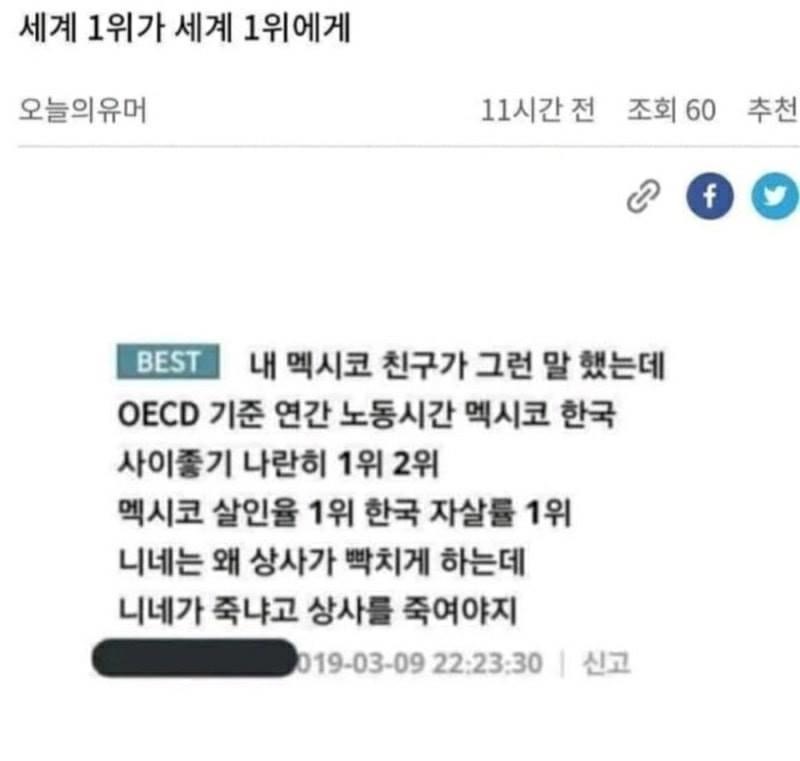 세계 1위가 세계 1위에게
오늘의유머 11시간 전 조회 60 추천
BEST 내 멕시코 친구가 그런 말 했는데
OECD 기준 연간 노동시간 멕시코 한국
사이좋기 나란히 1위 2위
멕시코 살인율 1위 한국 자살률 1위
니네는 왜 상사가 빡치게 하는데
니네가 죽냐고 상사를 죽여야지
019-03-09 22:23:30 | 신고